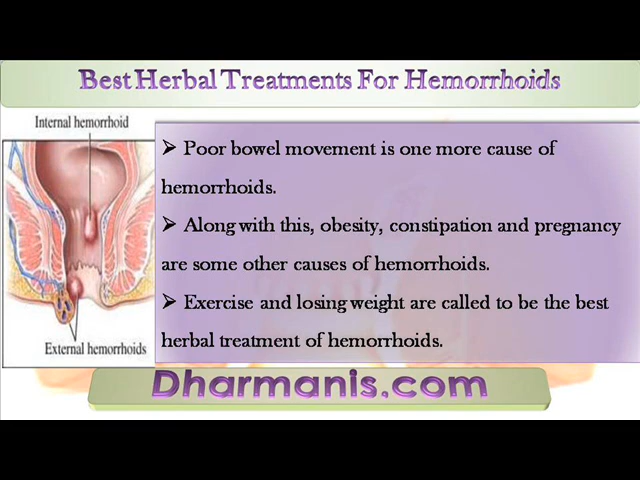 Best Herbal Treatments For Hemorrhoids
Internal hemorrhoid
➢ Poor bowel movement is one more cause of
hemorrhoids.
➢ Along with this, obesity, constipation and pregnancy
are some other causes of hemorrhoids.
➢ Exercise and losing weight are called to be the best
herbal treatment of hemorrhoids.
External hemorrhoids
Dharmanis.com